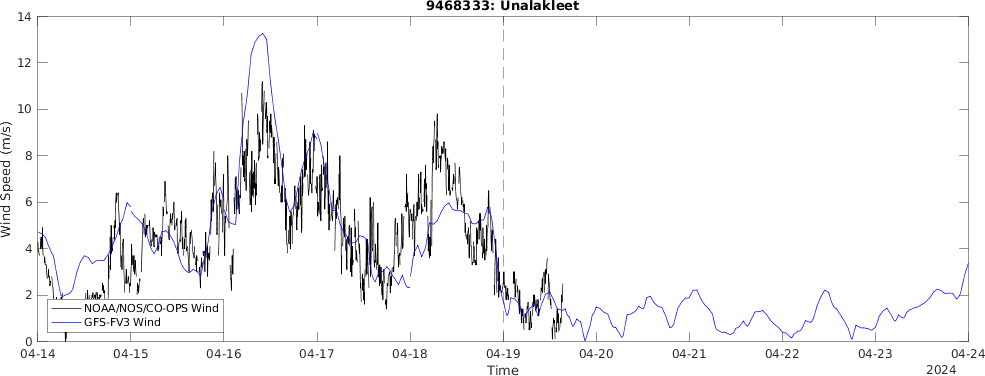 9468333: Unalakleet
14
12
10
8
6
4
2
0
Wind Speed (m/s)
NOAA/NOS/CO-OPS Wind
GFS-FV3 Wind
04-14 04-15 04-16 04-17 04-18 04-19 04-20 04-21 04-22 04-23 04-24
Time
2024